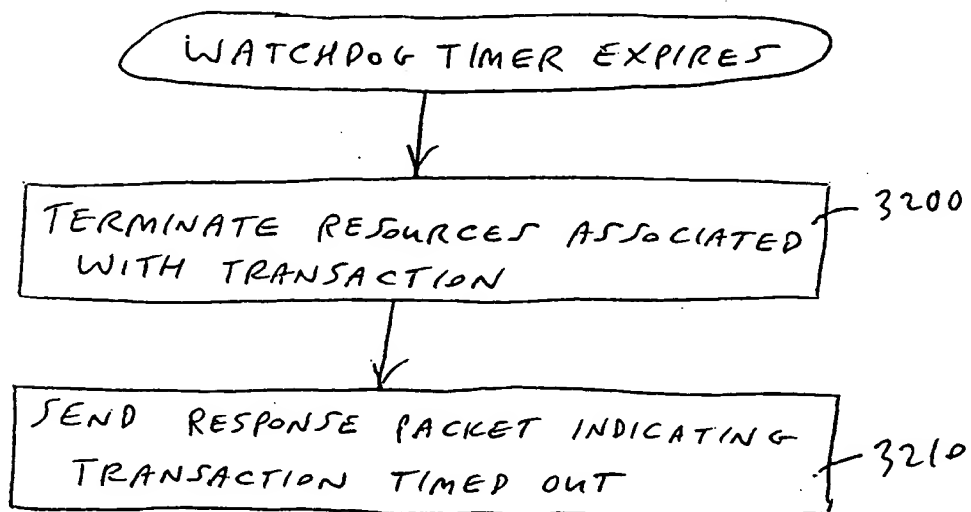 WATCHDOG TIMER EXPIRES
TERMINATE RESOURCES ASSOCIATED
WITH TRANSACTION
3200
SEND RESPONSE PACKET INDICATING
TRANSACTION TIMED OUT
3210